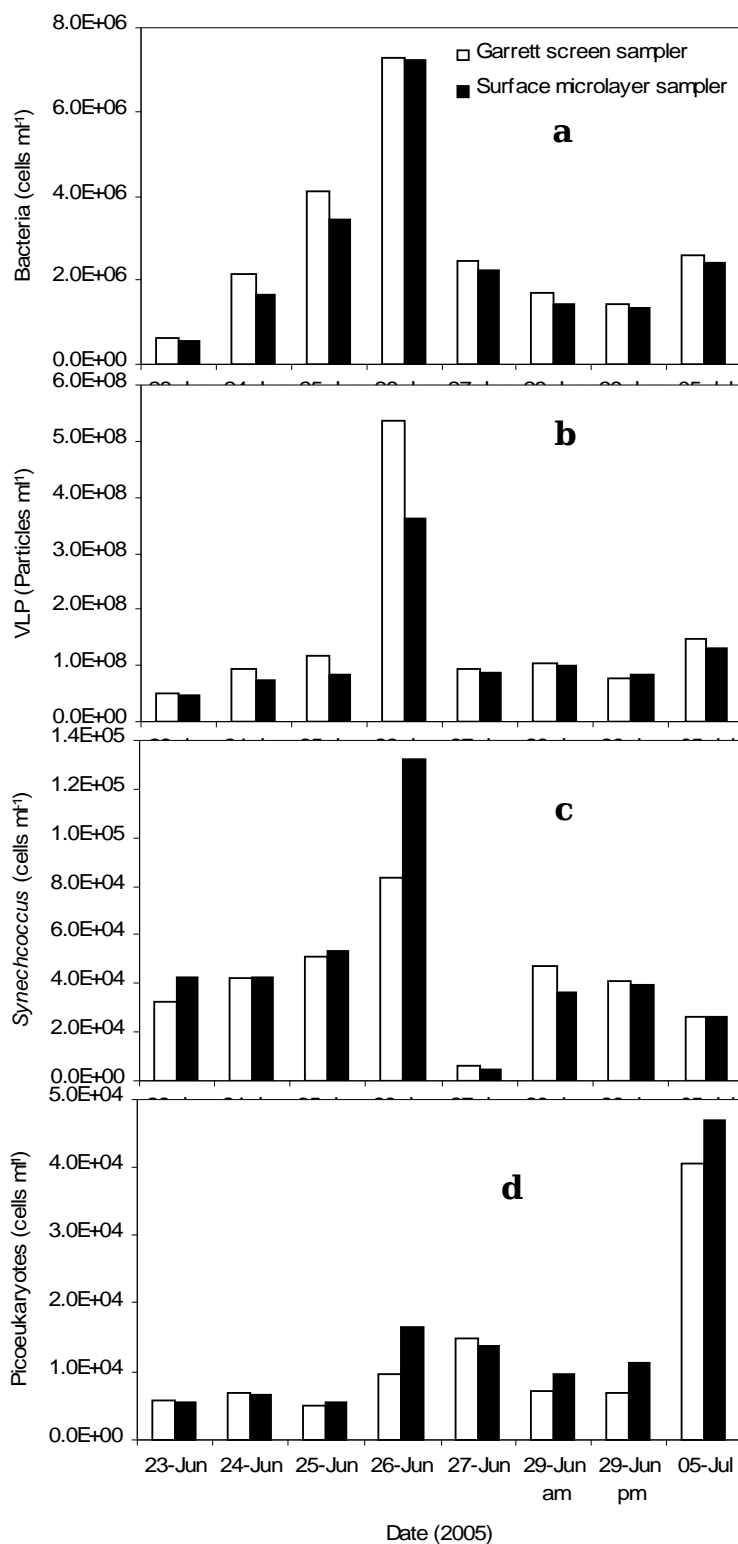 8.0E+06
6.0E+06
4.0E+06
2.0E+06
0.0E+00
Bacteria (cells ml⁻¹)
Garrett screen sampler
Surface microlayer sampler
a
6.0E+08
5.0E+08
4.0E+08
3.0E+08
2.0E+08
1.0E+08
0.0E+00
VLP (Particles ml⁻¹)
b
1.4E+05
1.2E+05
1.0E+05
8.0E+04
6.0E+04
4.0E+04
2.0E+04
0.0E+00
Synechcoccus (cells ml⁻¹)
c
5.0E+04
4.0E+04
3.0E+04
2.0E+04
1.0E+04
0.0E+00
Picoeukaryotes (cells ml⁻¹)
d
23-Jun 24-Jun 25-Jun 26-Jun 27-Jun 29-Jun 29-Jun 05-Jul
am pm
Date (2005)